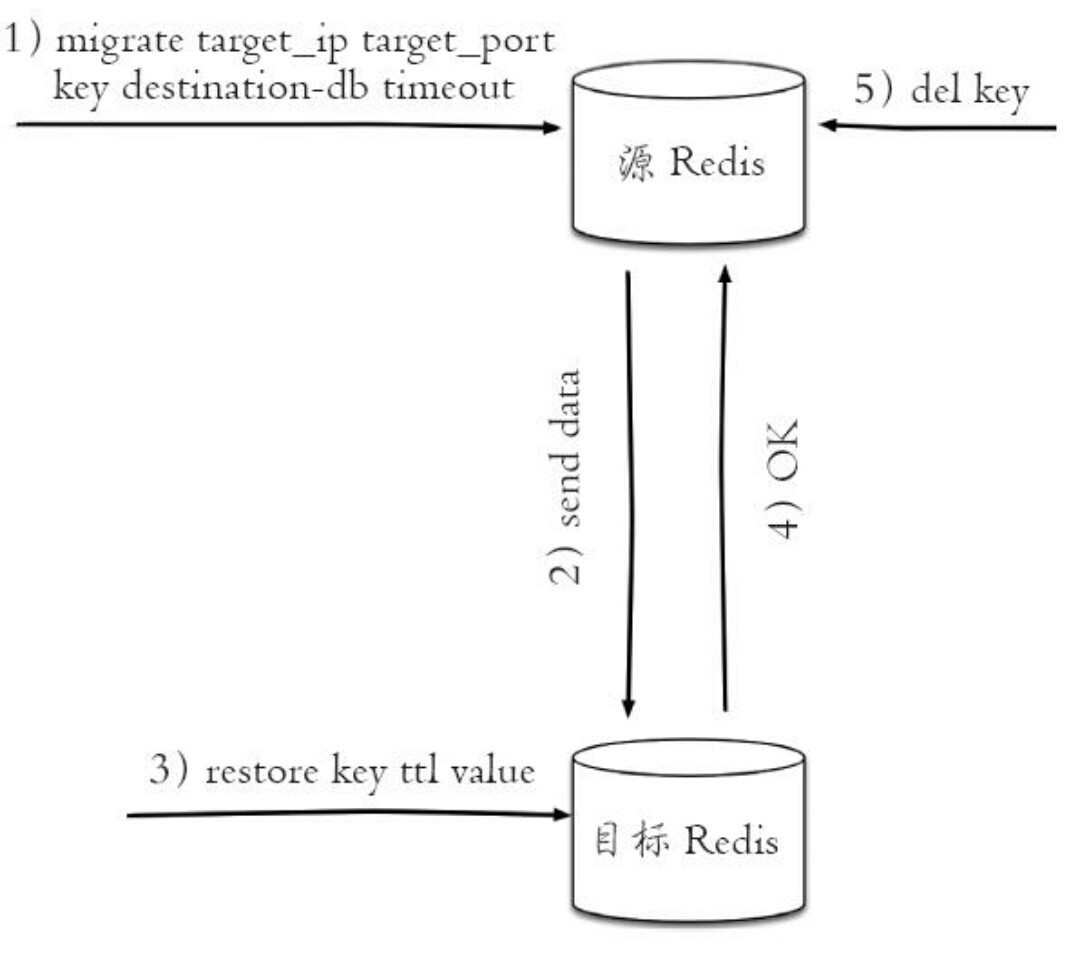 1) migrate target_ip target_port
key destination-db timeout
5) del key
源 Redis
2) send data
4) OK
3) restore key ttl value
目标 Redis